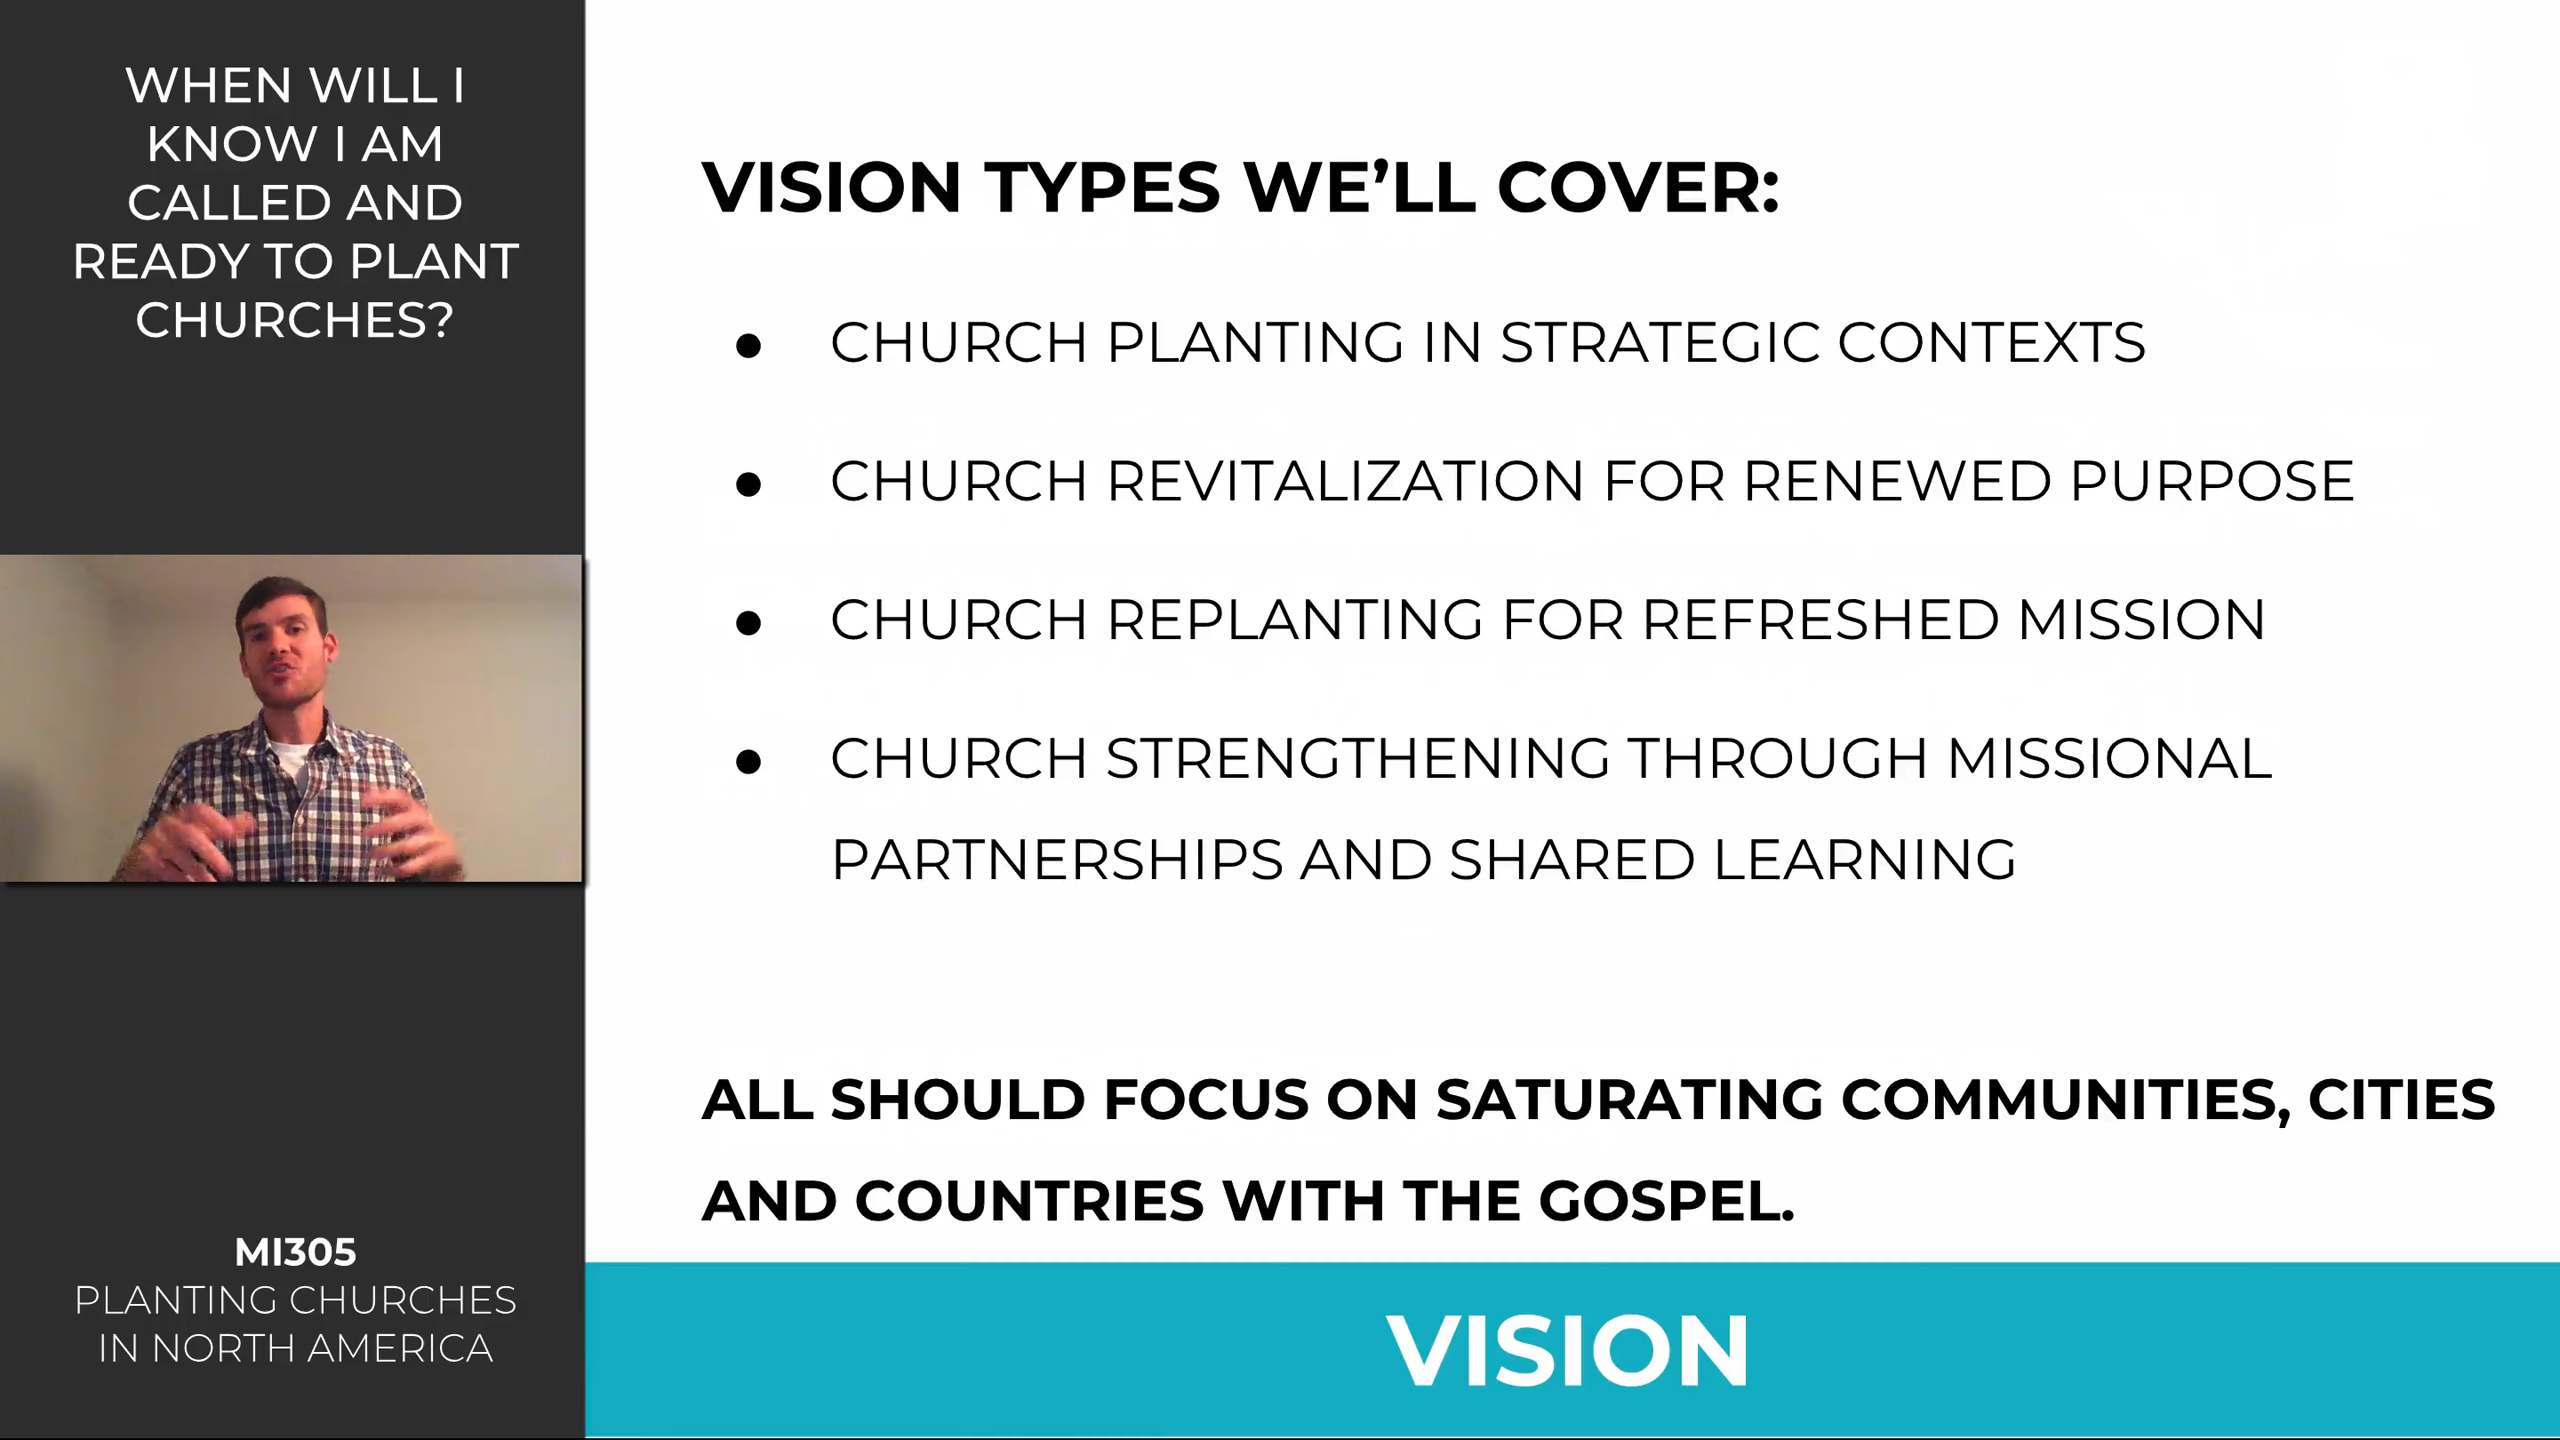 WHEN WILL I
KNOW I AM
CALLED AND
READY TO PLANT
CHURCHES?
MI305
PLANTING CHURCHES
IN NORTH AMERICA
VISION TYPES WE’LL COVER:
● CHURCH PLANTING IN STRATEGIC CONTEXTS
● CHURCH REVITALIZATION FOR RENEWED PURPOSE
● CHURCH REPLANTING FOR REFRESHED MISSION
● CHURCH STRENGTHENING THROUGH MISSIONAL
PARTNERSHIPS AND SHARED LEARNING
ALL SHOULD FOCUS ON SATURATING COMMUNITIES, CITIES
AND COUNTRIES WITH THE GOSPEL.
VISION